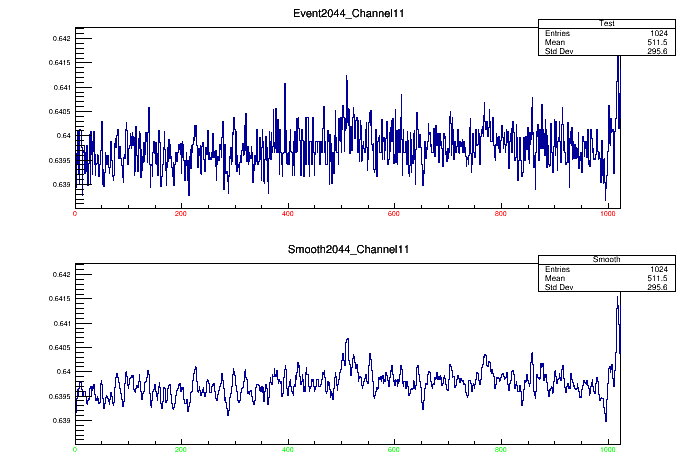 Event2044_Channel11
Test
Entries 1024
Mean 511.5
Std Dev 295.6
0.642
0.6415
0.641
0.6405
0.64
0.6395
0.639
0 200 400 600 800 1000
Smooth2044_Channel11
Smooth
Entries 1024
Mean 511.5
Std Dev 295.6
0.642
0.6415
0.641
0.6405
0.64
0.6395
0.639
0 200 400 600 800 1000